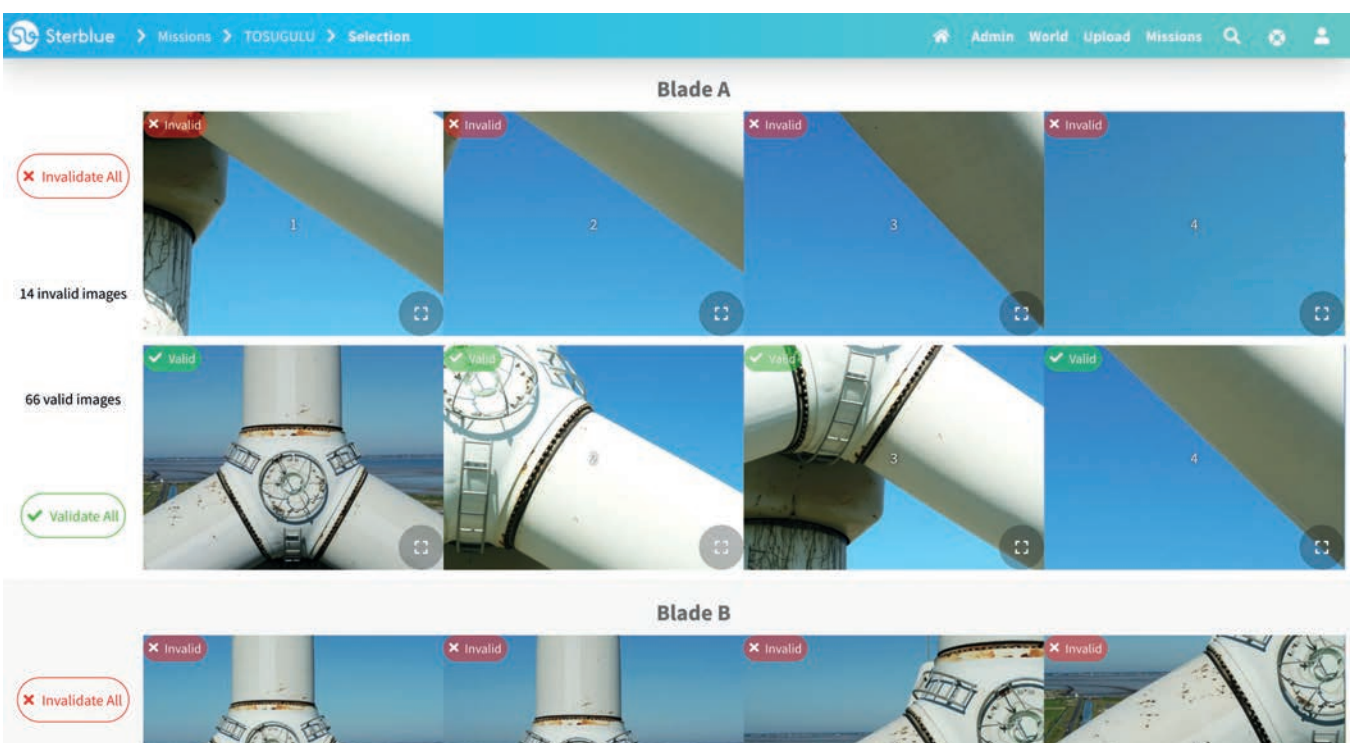 Sterblue > Missions > TOSUGULU > Selection
Admin World Upload Missions
Blade A
Invalid Invalid Invalid Invalid
Invalidate All
1 2 3 4
14 invalid images
Valid Valid Valid Valid
66 valid images
2 3 4
Validate All
Blade B
Invalid Invalid Invalid Invalid
Invalidate All